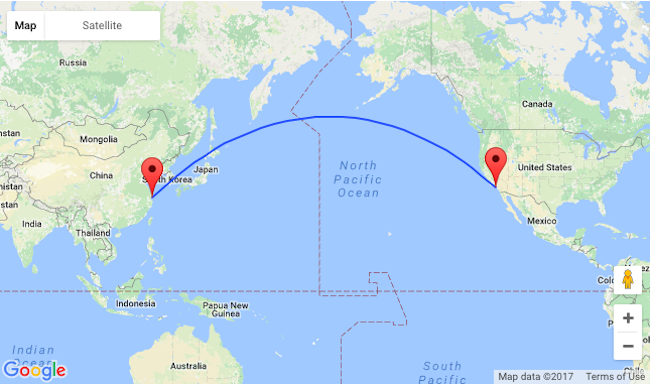 Map
Satellite
Russia
Canada
Mongolia
China
South Korea
Japan
United States
North
Pacific
Ocean
India
Thailand
Mexico
Indonesia
Papua New
Guinea
Indian
Australia
South
Google
Map data ©2017
Terms of Use